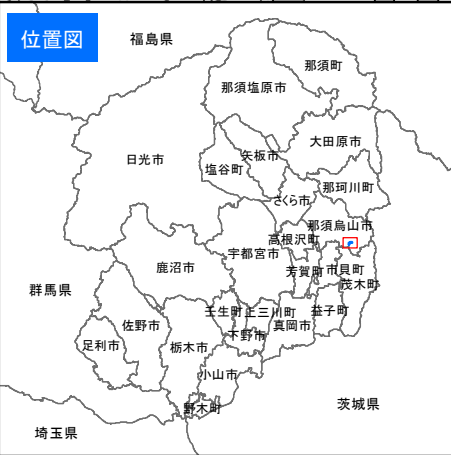 位置図
福島県
那須町
那須塩原市
大田原市
矢板市
日光市
塩谷町
那珂川町
さくら市
那須烏山市
高根沢町
宇都宮市
鹿沼市
芳賀町
市貝町
茂木町
群馬県
壬生町
上三川町
益子町
佐野市
真岡市
下野市
足利市
栃木市
小山市
野木町
茨城県
埼玉県